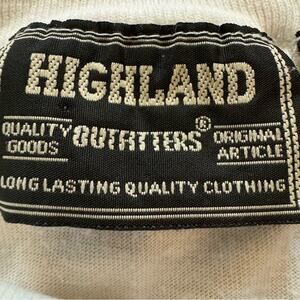 HIGHLAND
QUALITY GOODS
OUTFITTERS®
ORIGINAL ARTICLE
LONG LASTING QUALITY CLOTHING